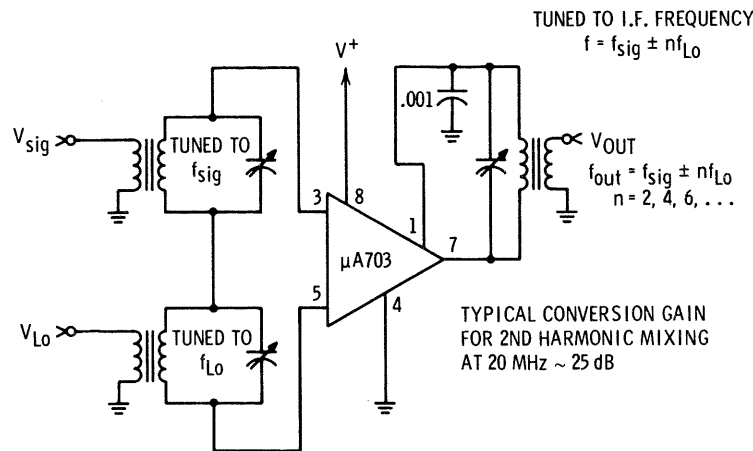 TUNED TO I.F. FREQUENCY
f = fsig ± nfLo
V+
.001
Vsig
TUNED TO
fsig
VOUT
fout = fsig ± nfLo
n = 2, 4, 6, . . .
3
8
1
7
μA703
5
4
VLo
TUNED TO
fLo
TYPICAL CONVERSION GAIN
FOR 2ND HARMONIC MIXING
AT 20 MHz ~ 25 dB